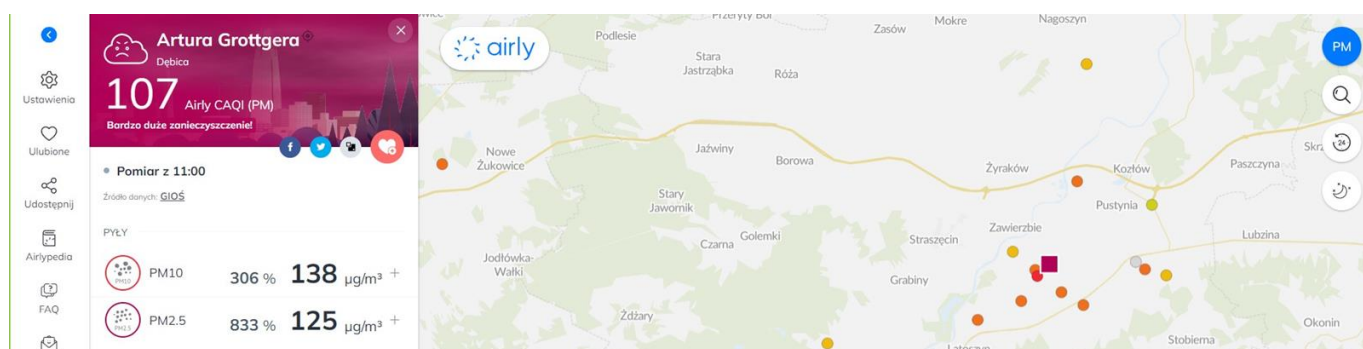 Ustawienia
Ulubione
Udostępnij
Airlypedia
FAQ
Artura Grottgera
Dębica
107 Airly CAQI (PM)
Bardzo duże zanieczyszczenie!
Pomiar z 11:00
Źródło danych: GIOŚ
PYŁY
PM10 PM10 306 % 138 µg/m³ +
PM2.5 PM2.5 833 % 125 µg/m³ +
airly
Przeryty Bór
Mokre
Nagoszyn
Podlesie
Zasów
Stara
Jastrząbka
Róża
PM
24
Nowe
Żukowice
Jaźwiny
Borowa
Żyraków
Kozłów
Paszczyna
Stary
Jawornik
Pustynia
Czarna
Golemki
Straszęcin
Zawierzbie
Lubzina
Jodłówka-
Wałki
Grabiny
Żdżary
Okonin
Stobierna